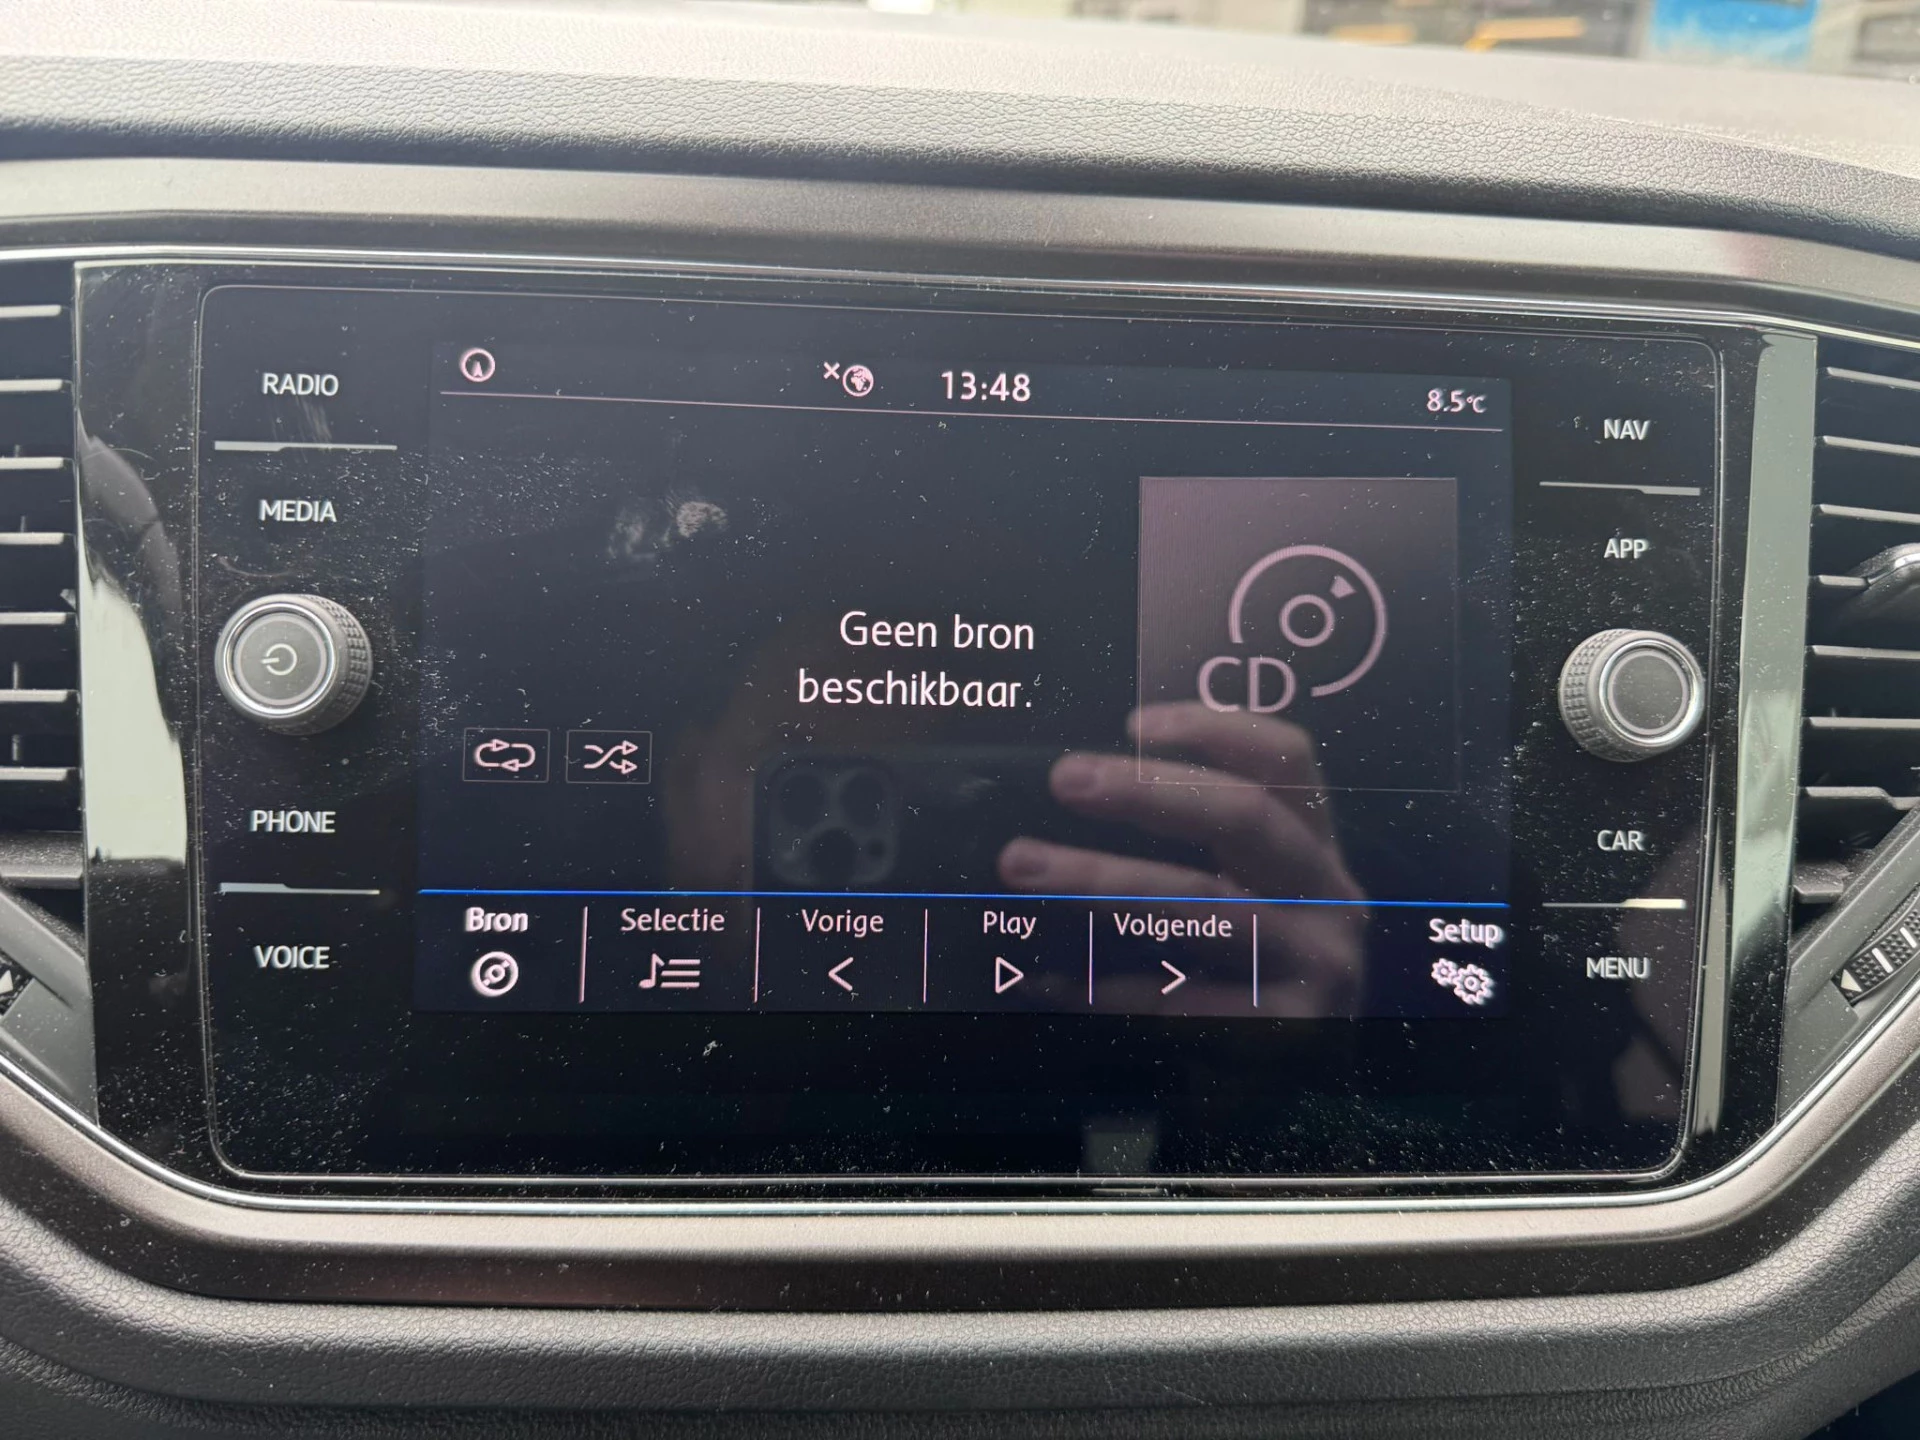 RADIO
MEDIA
PHONE
VOICE
13:48
8.5°C
Geen bron
beschikbaar.
CD
Bron
Selectie
Vorige
Play
Volgende
Setup
NAV
APP
CAR
MENU